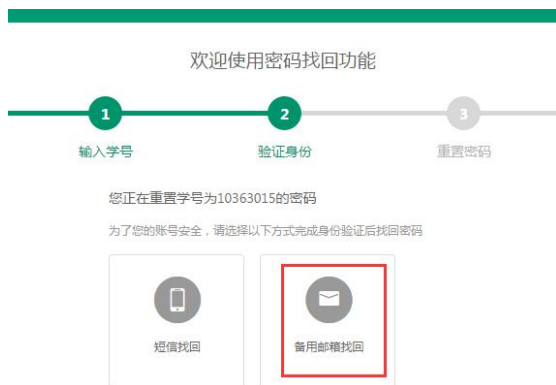 欢迎使用密码找回功能
1 2 3
输入学号 验证身份 重置密码
您正在重置学号为10363015的密码
为了您的账号安全，请选择以下方式完成身份验证后找回密码
短信找回 备用邮箱找回